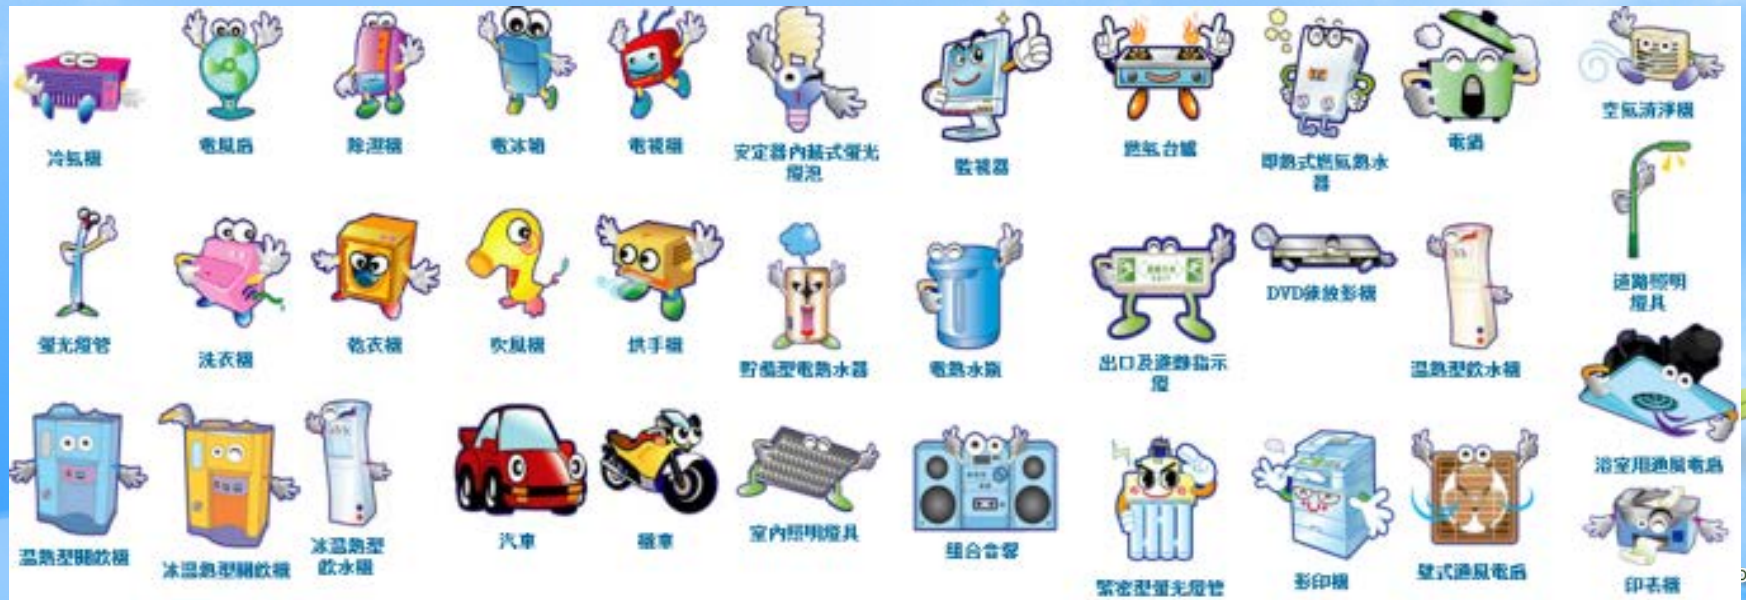 冷氣機
電風扇
除濕機
電冰箱
電視機
安定器內藏式螢光
燈泡
監視器
燃氣台爐
即熱式燃氣熱水
器
電鍋
空氣清淨機
螢光燈管
洗衣機
乾衣機
吹風機
烘手機
貯備型電熱水器
電熱水瓶
出口及避難指示
燈
DVD錄放影機
溫熱型飲水機
道路照明
燈具
溫熱型開飲機
冰溫熱型開飲機
冰溫熱型
飲水機
汽車
機車
室內照明燈具
組合音響
緊密型螢光燈管
影印機
壁式通風電扇
浴室用通風電扇
印表機